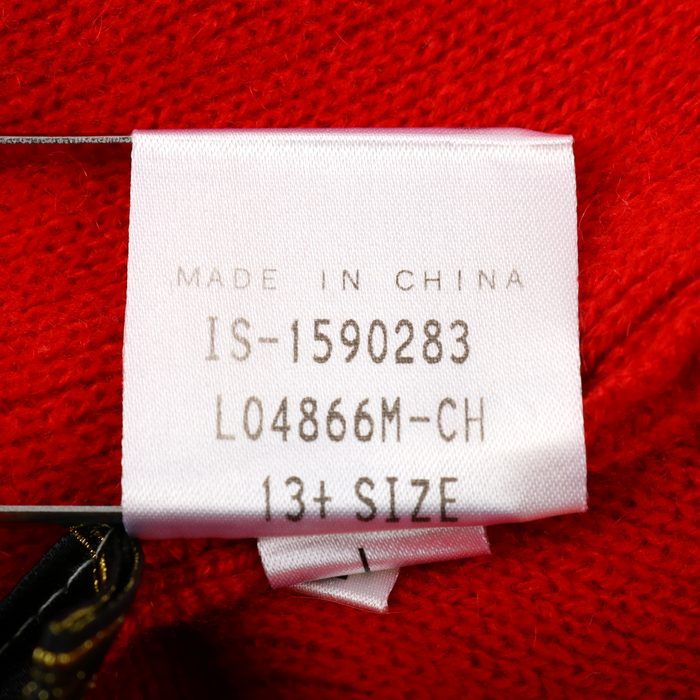 MADE IN CHINA
IS-1590283
L04866M-CH
13+ SIZE